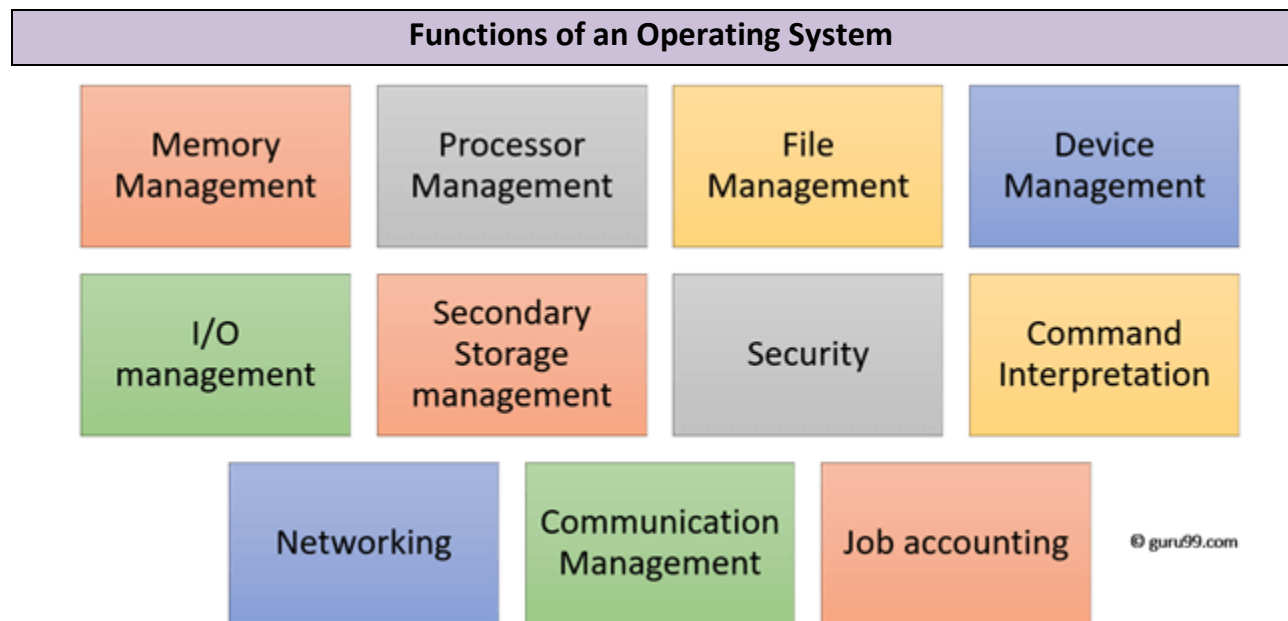 Functions of an Operating System
Memory
Management
Processor
Management
File
Management
Device
Management
I/O
management
Secondary
Storage
management
Security
Command
Interpretation
Networking
Communication
Management
Job accounting
© guru99.com